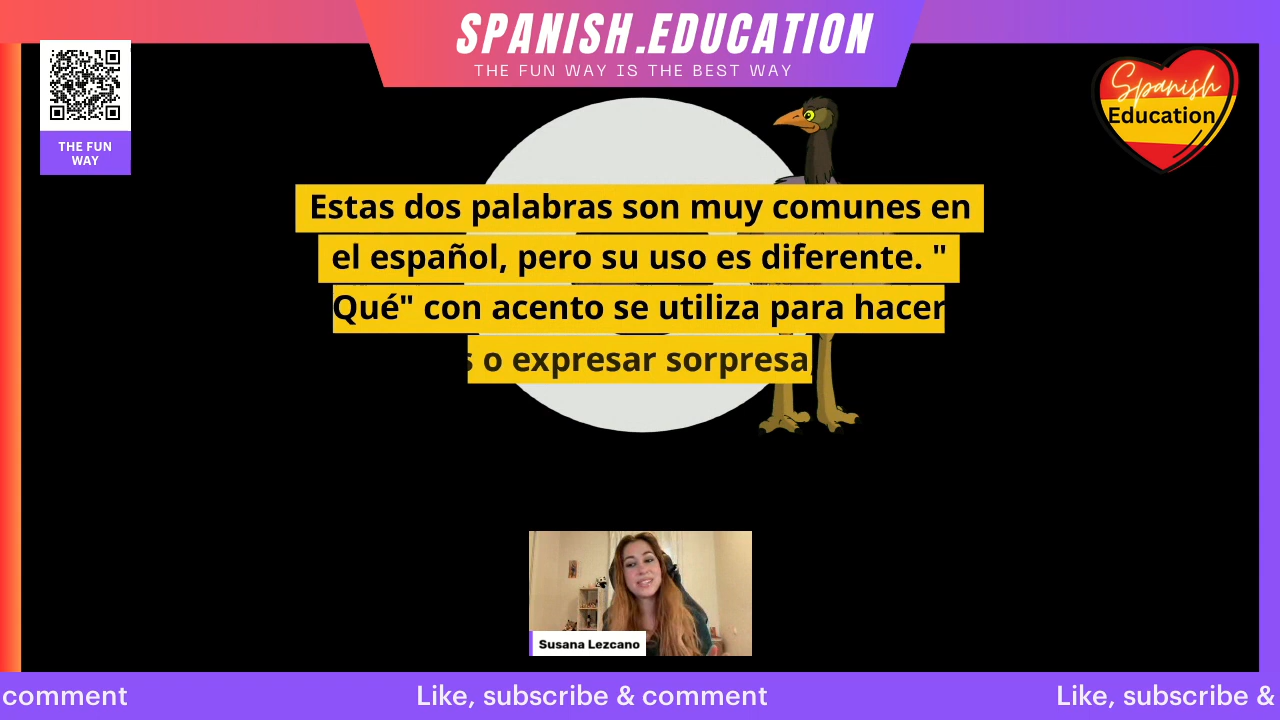 SPANISH.EDUCATION
THE FUN WAY IS THE BEST WAY
THE FUN
WAY
Spanish
Education
Estas dos palabras son muy comunes en
el español, pero su uso es diferente. "
Qué" con acento se utiliza para hacer
o expresar sorpresa,
Susana Lezcano
comment
Like, subscribe & comment
Like, subscribe &